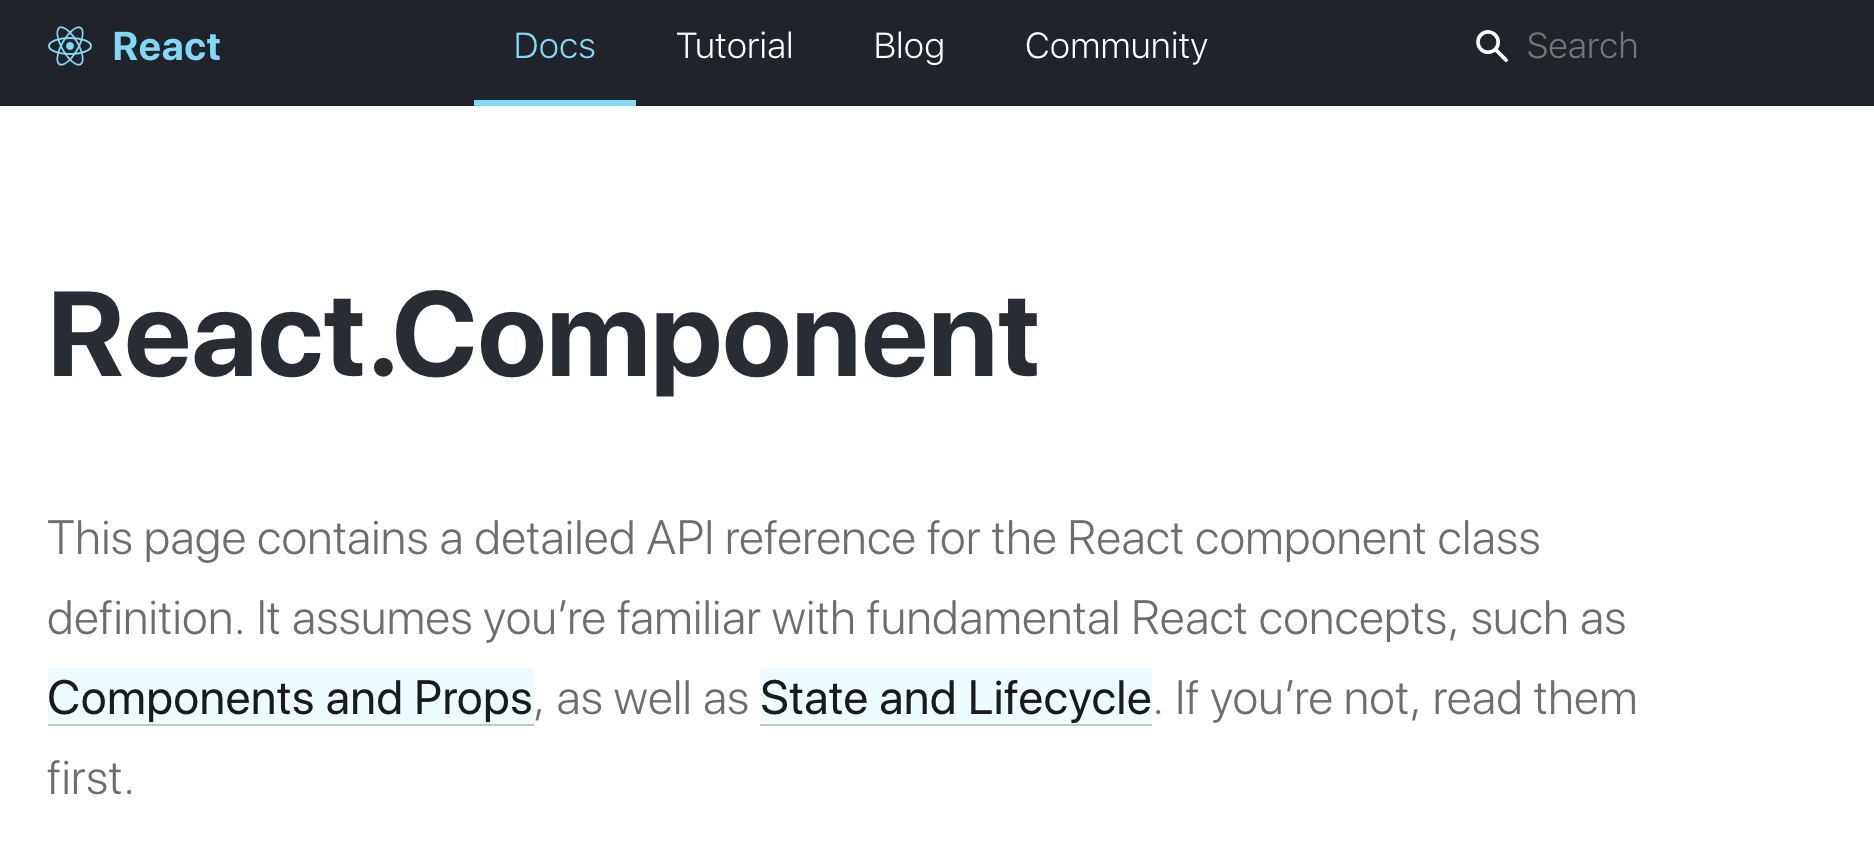 React Docs Tutorial Blog Community Search
React.Component
This page contains a detailed API reference for the React component class
definition. It assumes you’re familiar with fundamental React concepts, such as
Components and Props, as well as State and Lifecycle. If you’re not, read them
first.